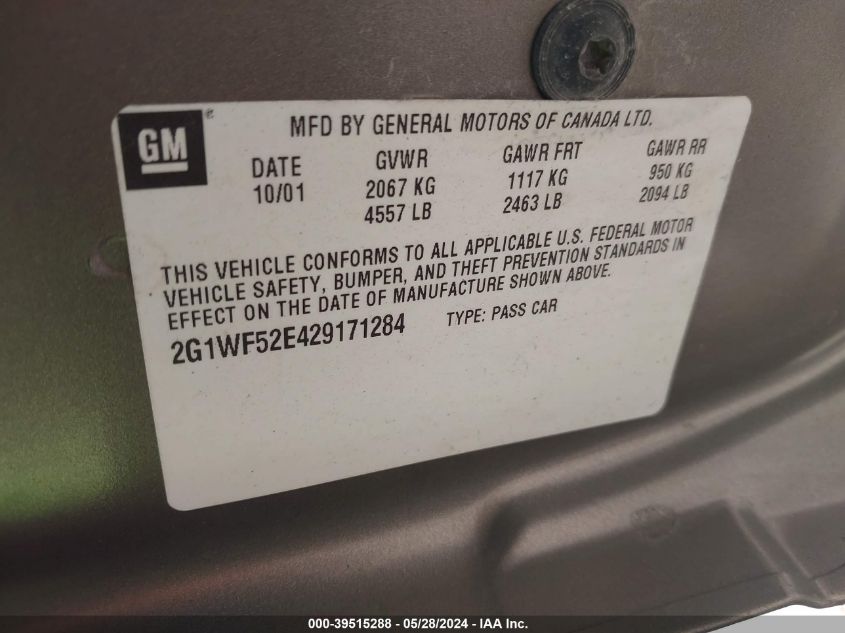 GM®
MFD BY GENERAL MOTORS OF CANADA LTD.
DATE GVWR GAWR FRT GAWR RR
10/01 2067 KG 1117 KG 950 KG
4557 LB 2463 LB 2094 LB
THIS VEHICLE CONFORMS TO ALL APPLICABLE U.S. FEDERAL MOTOR
VEHICLE SAFETY, BUMPER, AND THEFT PREVENTION STANDARDS IN
EFFECT ON THE DATE OF MANUFACTURE SHOWN ABOVE.
2G1WF52E429171284 TYPE: PASS CAR
000-39515288 - 05/28/2024 - IAA Inc.